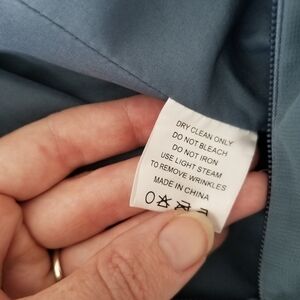 DRY CLEAN ONLY
DO NOT BLEACH
DO NOT IRON
USE LIGHT STEAM
TO REMOVE WRINKLES
MADE IN CHINA